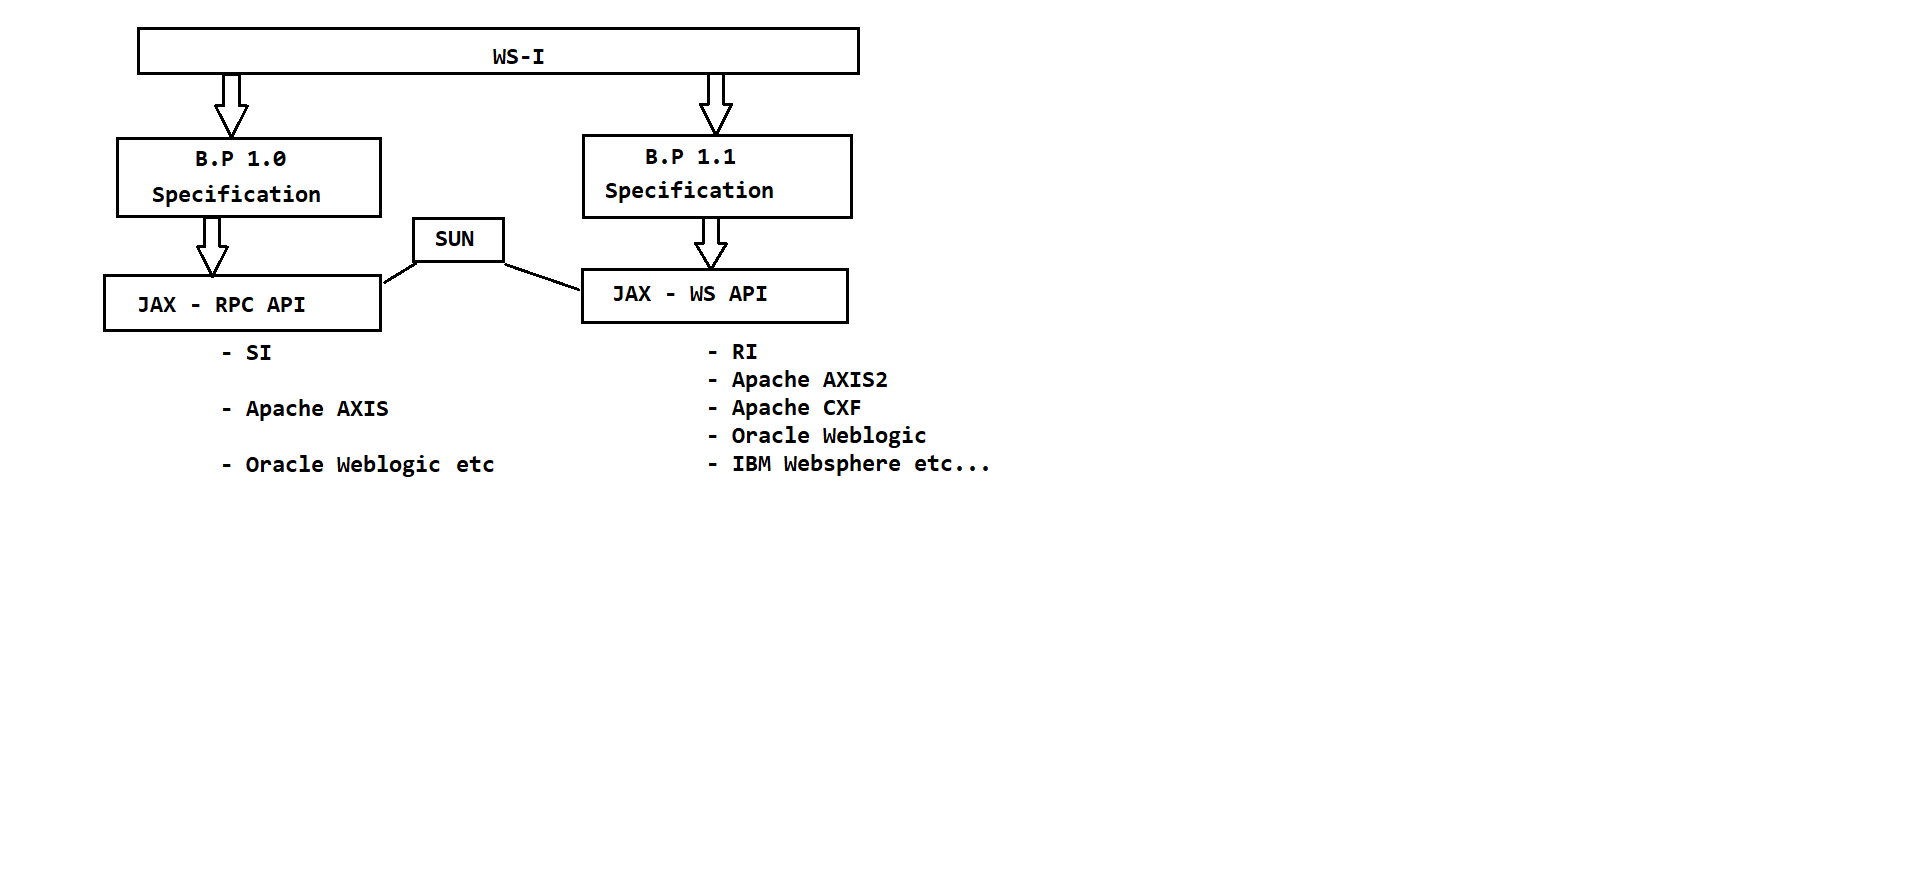 WS-I
B.P 1.0
Specification
B.P 1.1
Specification
SUN
JAX - RPC API
JAX - WS API
- SI
- Apache AXIS
- Oracle Weblogic etc
- RI
- Apache AXIS2
- Apache CXF
- Oracle Weblogic
- IBM Websphere etc...